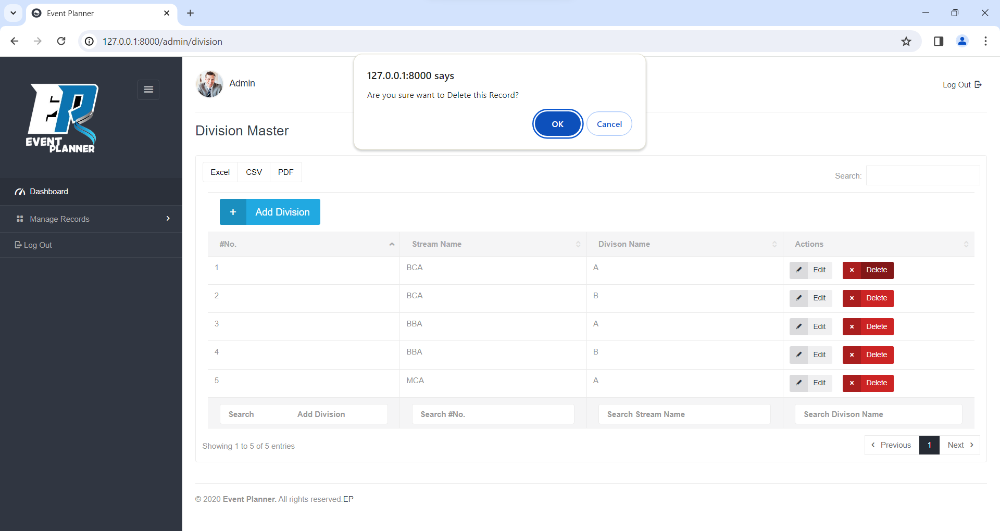 Event Planner
127.0.0.1:8000/admin/division
127.0.0.1:8000 says
Are you sure want to Delete this Record?
OK Cancel
EVENT
PLANNER
Admin
Log Out
Division Master
Dashboard
Manage Records
Log Out
Excel CSV PDF
Search:
+ Add Division
#No. Stream Name Divison Name Actions
1 BCA A Edit × Delete
2 BCA B Edit × Delete
3 BBA A Edit × Delete
4 BBA B Edit × Delete
5 MCA A Edit × Delete
Search Add Division Search #No. Search Stream Name Search Divison Name
Showing 1 to 5 of 5 entries
Previous 1 Next
© 2020 Event Planner. All rights reserved.EP